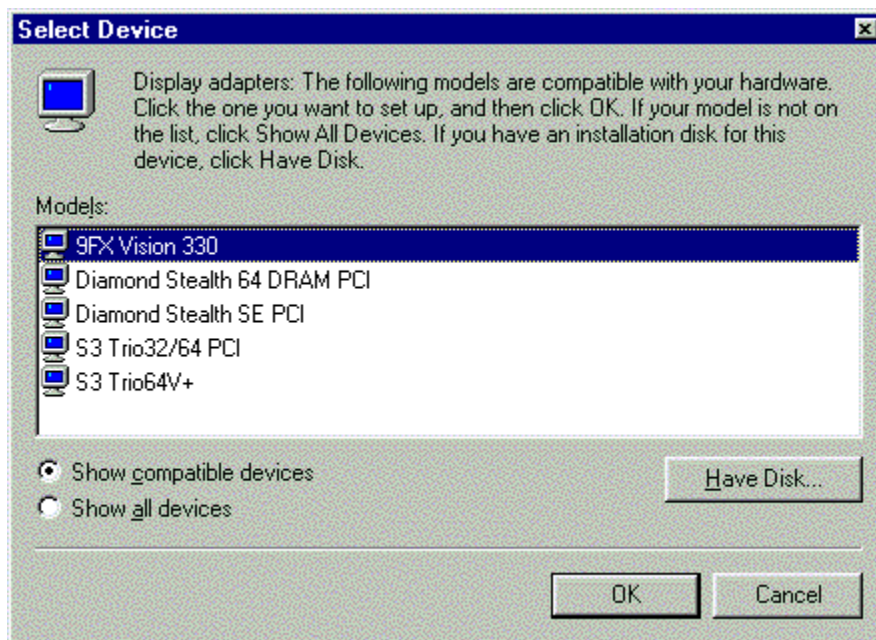 Select Device
Display adapters: The following models are compatible with your hardware.
Click the one you want to set up, and then click OK. If your model is not on
the list, click Show All Devices. If you have an installation disk for this
device, click Have Disk.
Models:
9FX Vision 330
Diamond Stealth 64 DRAM PCI
Diamond Stealth SE PCI
S3 Trio32/64 PCI
S3 Trio64V+
Show compatible devices
Have Disk...
Show all devices
OK
Cancel